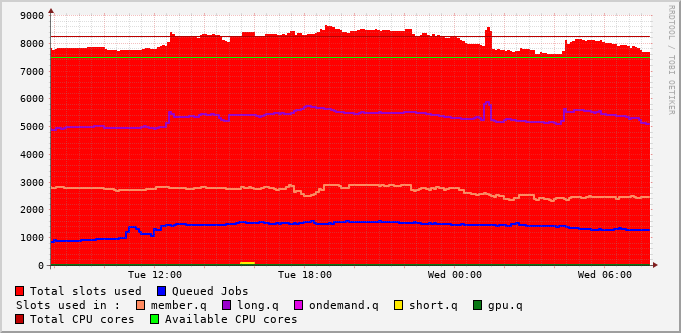 9000
8000
7000
6000
5000
4000
3000
2000
1000
0
Tue 12:00 Tue 18:00 Wed 00:00 Wed 06:00
RRDTOOL / TOBI OETIKER
Total slots used Queued Jobs
Slots used in : member.q long.q ondemand.q short.q gpu.q
Total CPU cores Available CPU cores